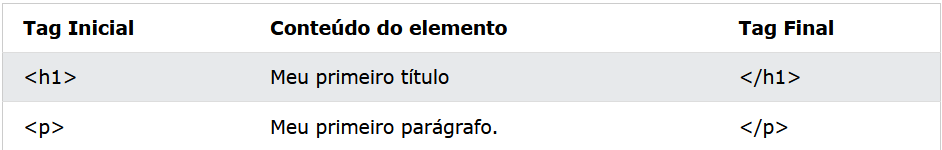 Tag Inicial Conteúdo do elemento Tag Final
<h1> Meu primeiro título </h1>
<p> Meu primeiro parágrafo. </p>